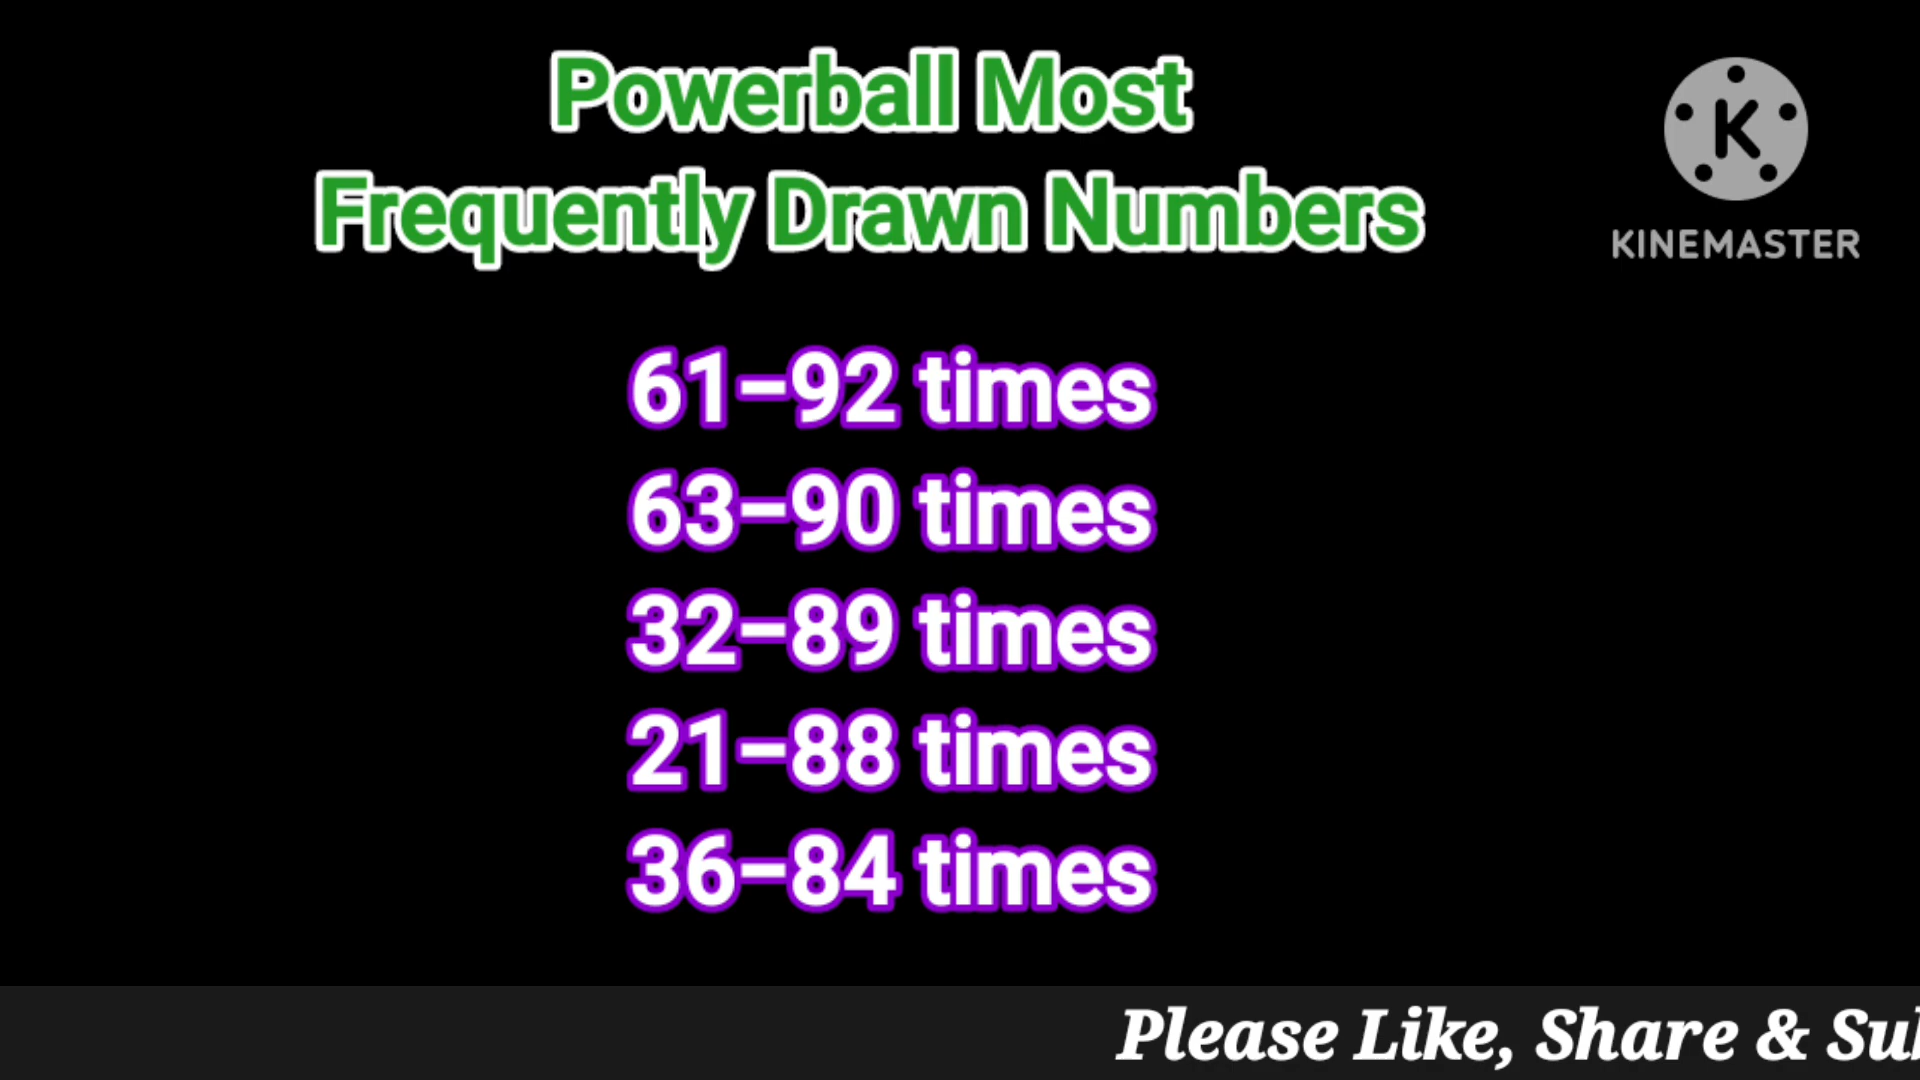 Powerball Most
Frequently Drawn Numbers
K
KINEMASTER
61–92 times
63–90 times
32–89 times
21–88 times
36–84 times
Please Like, Share &